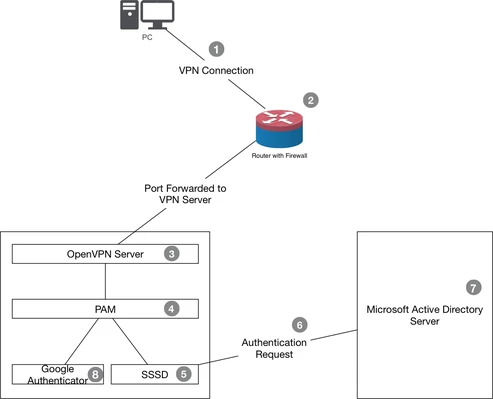 PC
1
VPN Connection
2
Router with Firewall
Port Forwarded to
VPN Server
OpenVPN Server 3
PAM 4
Google
Authenticator 8
SSSD 5
6
Authentication
Request
7
Microsoft Active Directory
Server